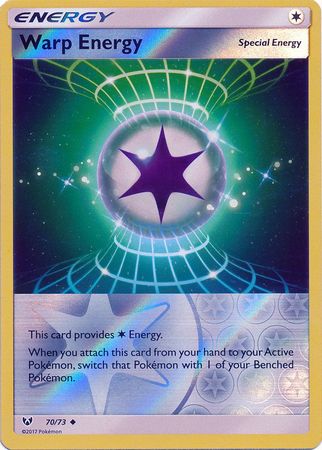 ENERGY
Warp Energy
Special Energy
This card provides Energy.
When you attach this card from your hand to your Active
Pokémon, switch that Pokémon with 1 of your Benched
Pokémon.
70/73
©2017 Pokémon